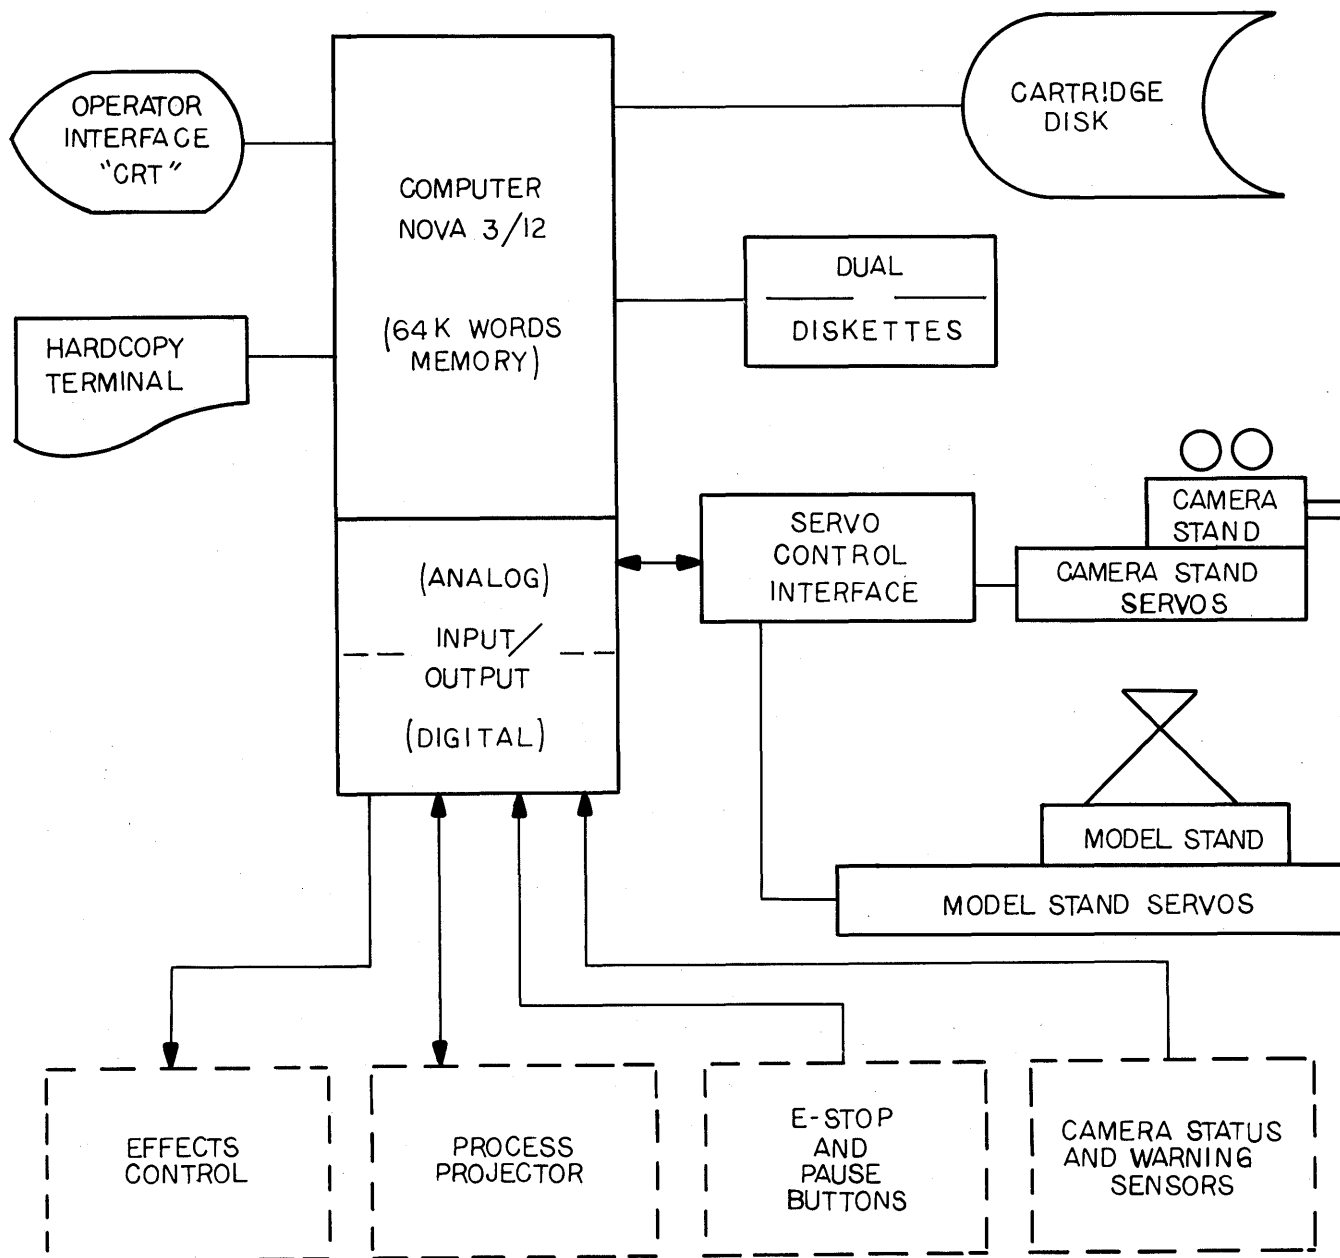 OPERATOR
INTERFACE
"CRT"
COMPUTER
NOVA 3/12
(64K WORDS
MEMORY)
CARTRIDGE
DISK
DUAL
DISKETTES
HARDCOPY
TERMINAL
(ANALOG)
INPUT/
OUTPUT
(DIGITAL)
SERVO
CONTROL
INTERFACE
CAMERA
STAND
CAMERA STAND
SERVOS
MODEL STAND
MODEL STAND SERVOS
EFFECTS
CONTROL
PROCESS
PROJECTOR
E-STOP
AND
PAUSE
BUTTONS
CAMERA STATUS
AND WARNING
SENSORS